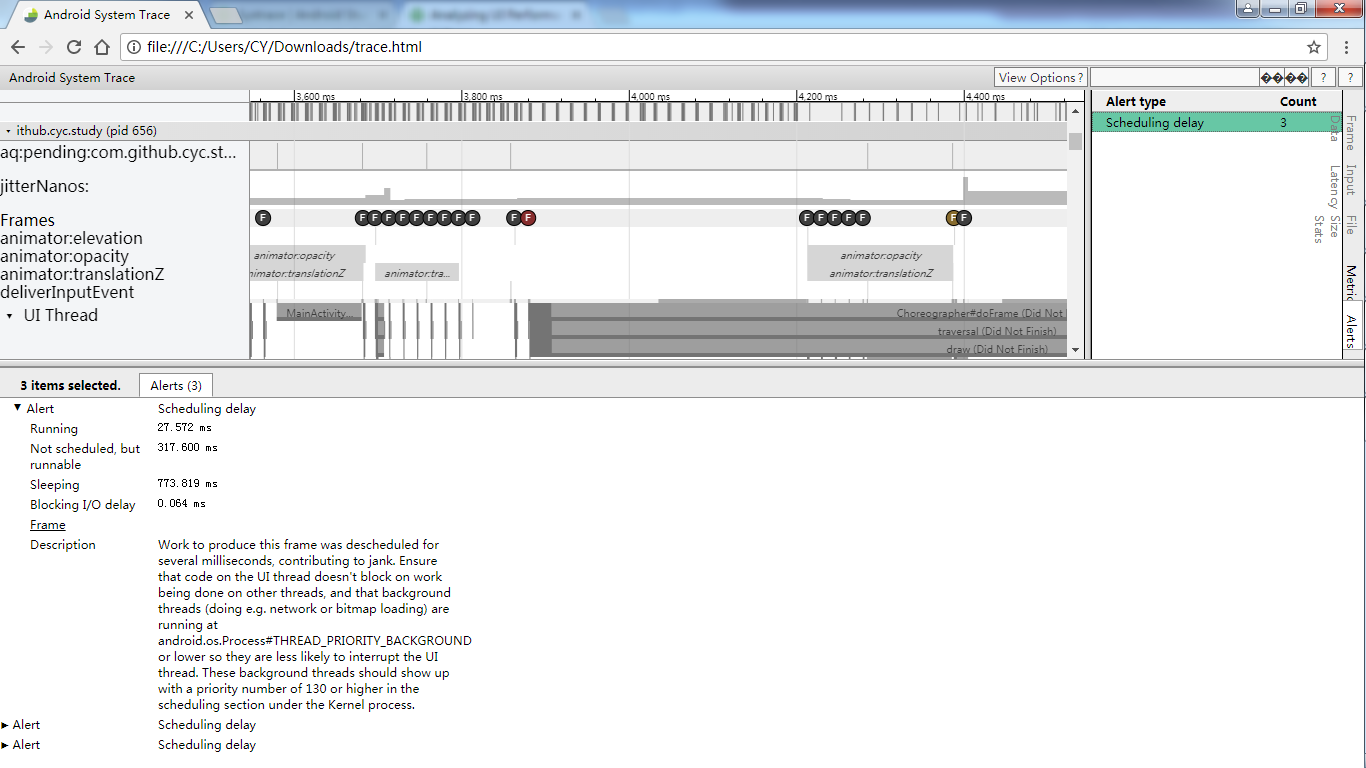 Android System Trace
Analyzing UI Perform
file:///C:/Users/CY/Downloads/trace.html
Android System Trace
View Options ?
����
?
?
3,600 ms
3,800 ms
4,000 ms
4,200 ms
4,400 ms
Alert type Count
Scheduling delay 3
ithub.cyc.study (pid 656)
aq:pending:com.github.cyc.st...
jitterNanos:
Frames
F F F F F F F F F F F F F F F F F F F
animator:elevation
animator:opacity
animator:translationZ
deliverInputEvent
UI Thread
animator:opacity
nimator:translationZ
animator:tra...
animator:opacity
animator:translationZ
MainActivity...
Choreographer#doFrame (Did Not
traversal (Did Not Finish)
draw (Did Not Finish)
Frame Data
Input Latency
File Size Stats
Metric
Alerts
3 items selected.
Alerts (3)
Alert Scheduling delay
Running 27.572 ms
Not scheduled, but 317.600 ms
runnable
Sleeping 773.819 ms
Blocking I/O delay 0.064 ms
Frame
Description Work to produce this frame was descheduled for
several milliseconds, contributing to jank. Ensure
that code on the UI thread doesn't block on work
being done on other threads, and that background
threads (doing e.g. network or bitmap loading) are
running at
android.os.Process#THREAD_PRIORITY_BACKGROUND
or lower so they are less likely to interrupt the UI
thread. These background threads should show up
with a priority number of 130 or higher in the
scheduling section under the Kernel process.
Alert Scheduling delay
Alert Scheduling delay